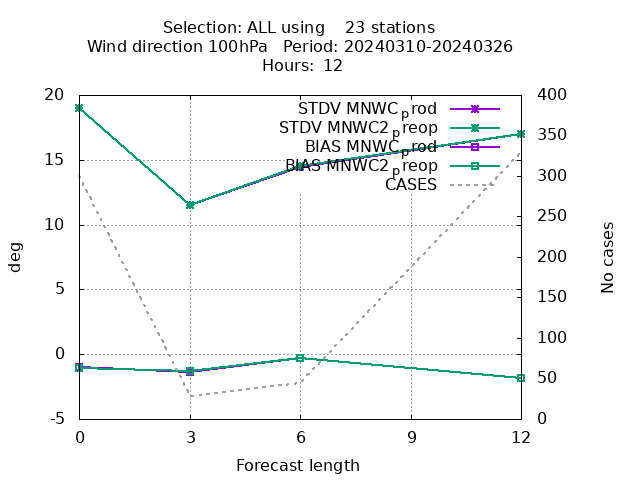 Selection: ALL using    23 stations
Wind direction 100hPa   Period: 20240310-20240326
Hours:  12
20
400
STDV MNWC_prod
STDV MNWC2_preop
BIAS MNWC_prod
BIAS MNWC2_preop
CASES
15
10
5
0
-5
350
300
250
200
150
100
50
0
deg
No cases
0 3 6 9 12
Forecast length